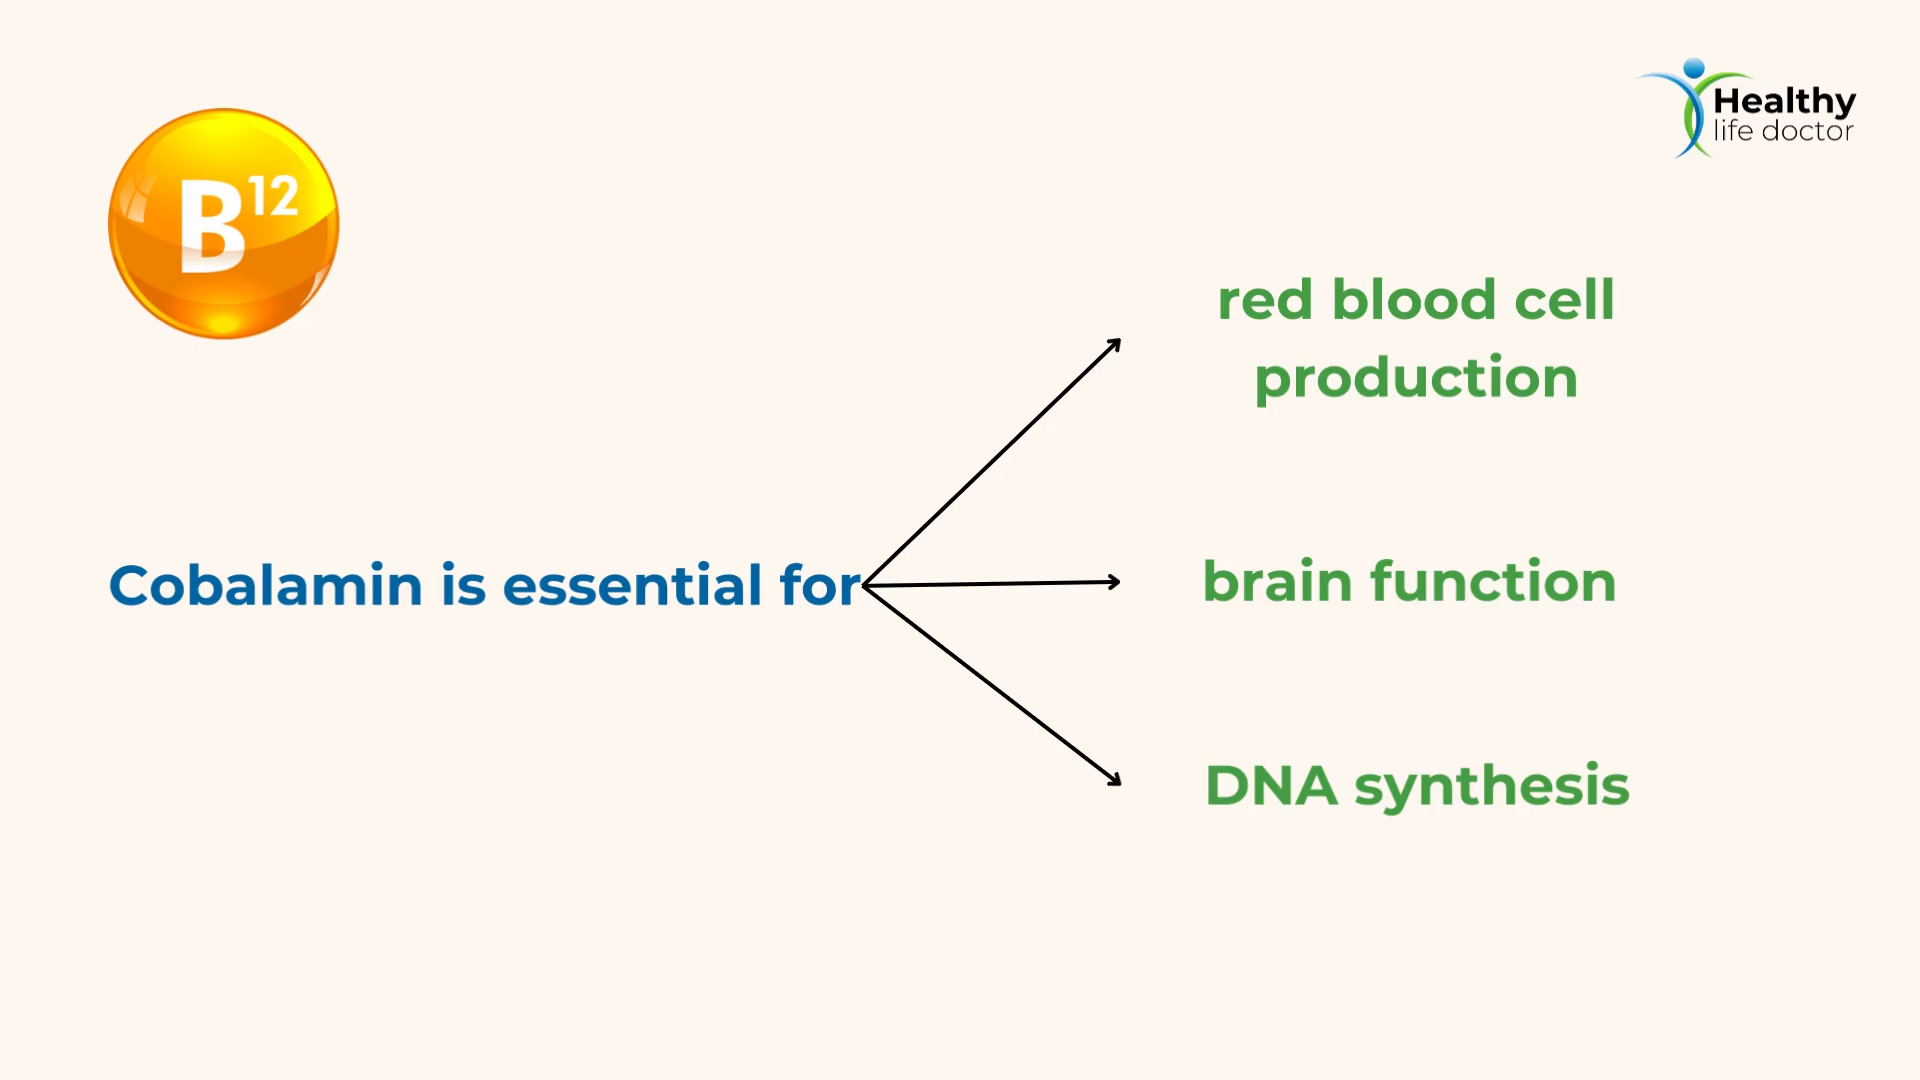 B12
Healthy
life doctor
red blood cell
production
Cobalamin is essential for
brain function
DNA synthesis